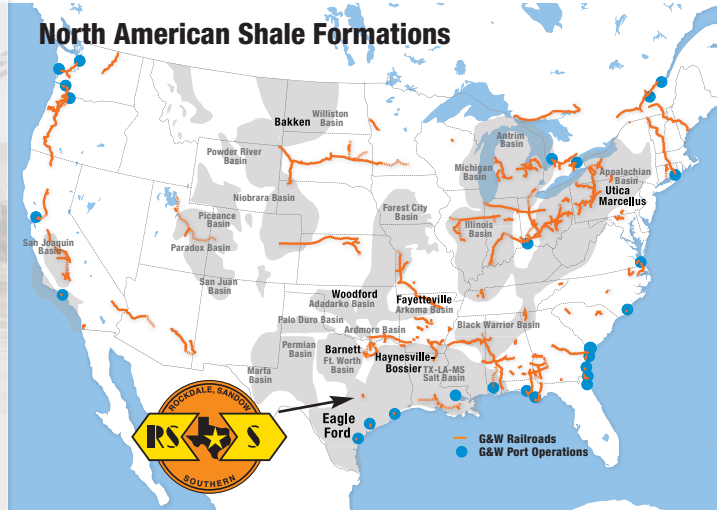 North American Shale Formations
Bakken
Williston
Basin
Powder River
Basin
Antrim
Basin
Michigan
Basin
Appalachian
Basin
Utica
Marcellus
Niobrara Basin
Piceance
Basin
Paradox Basin
Forest City
Basin
Illinois
Basin
San Joaquin
Basin
San Juan
Basin
Woodford
Adadarko Basin
Fayetteville
Arkoma Basin
Palo Duro Basin
Ardmore Basin
Black Warrior Basin
Permian
Basin
Barnett
Ft. Worth
Basin
Haynesville-
Bossier
TX-LA-MS
Salt Basin
Marfa
Basin
ROCKDALE, SANDOW
RS S
SOUTHERN
Eagle
Ford
G&W Railroads
G&W Port Operations